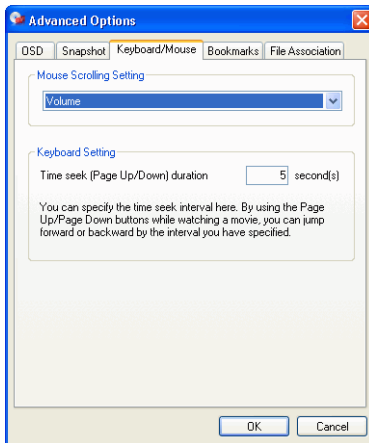 Advanced Options
OSD Snapshot Keyboard/Mouse Bookmarks File Association
Mouse Scrolling Setting
Volume
Keyboard Setting
Time seek (Page Up/Down) duration 5 second(s)
You can specify the time seek interval here. By using the Page
Up/Page Down buttons while watching a movie, you can jump
forward or backward by the interval you have specified.
OK Cancel